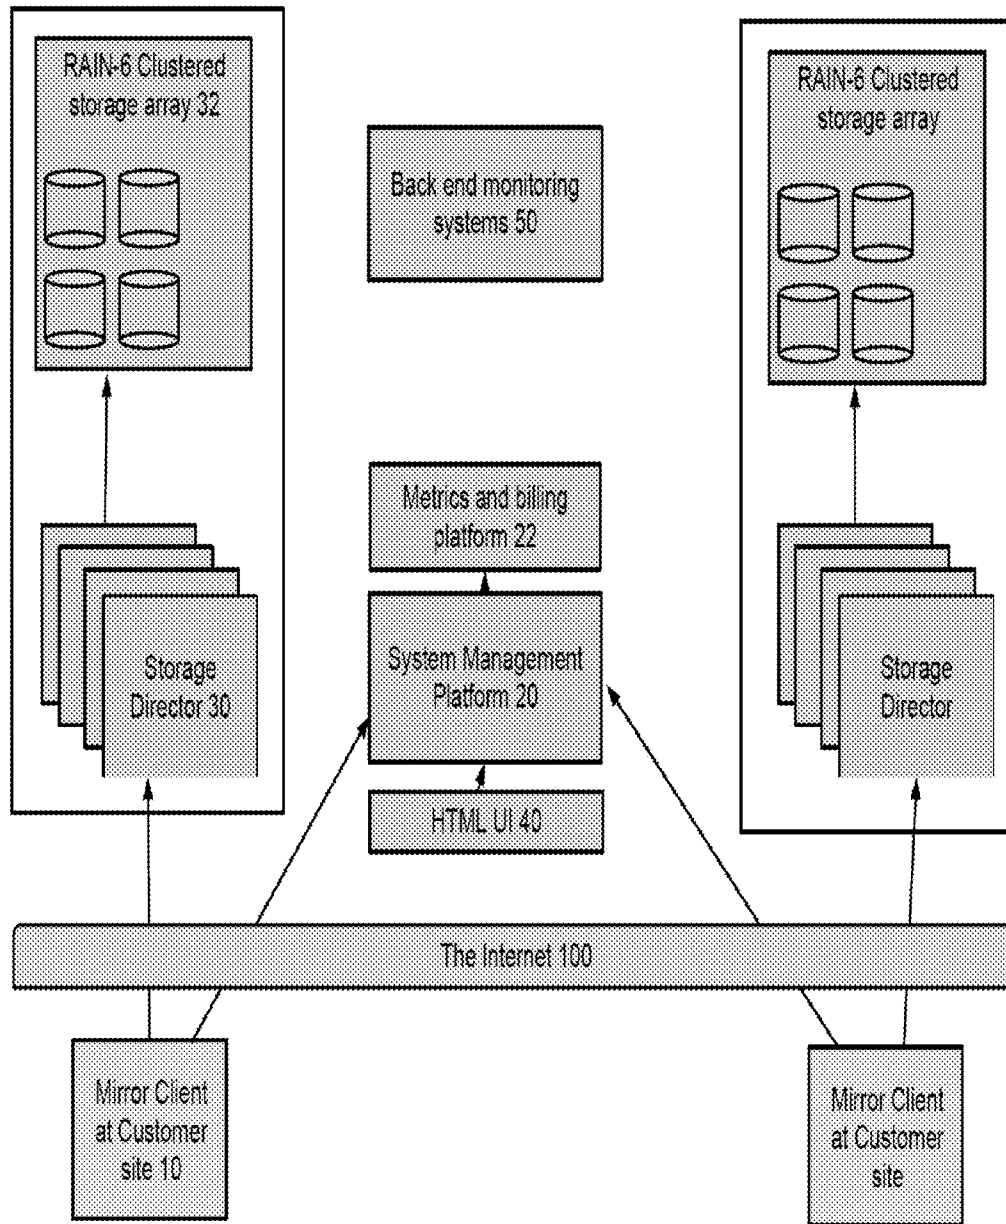 RAIN-6 Clustered
storage array 32
RAIN-6 Clustered
storage array
Back end monitoring
systems 50
Metrics and billing
platform 22
System Management
Platform 20
HTML UI 40
Storage
Director 30
Storage
Director
The Internet 100
Mirror Client
at Customer
site 10
Mirror Client
at Customer
site